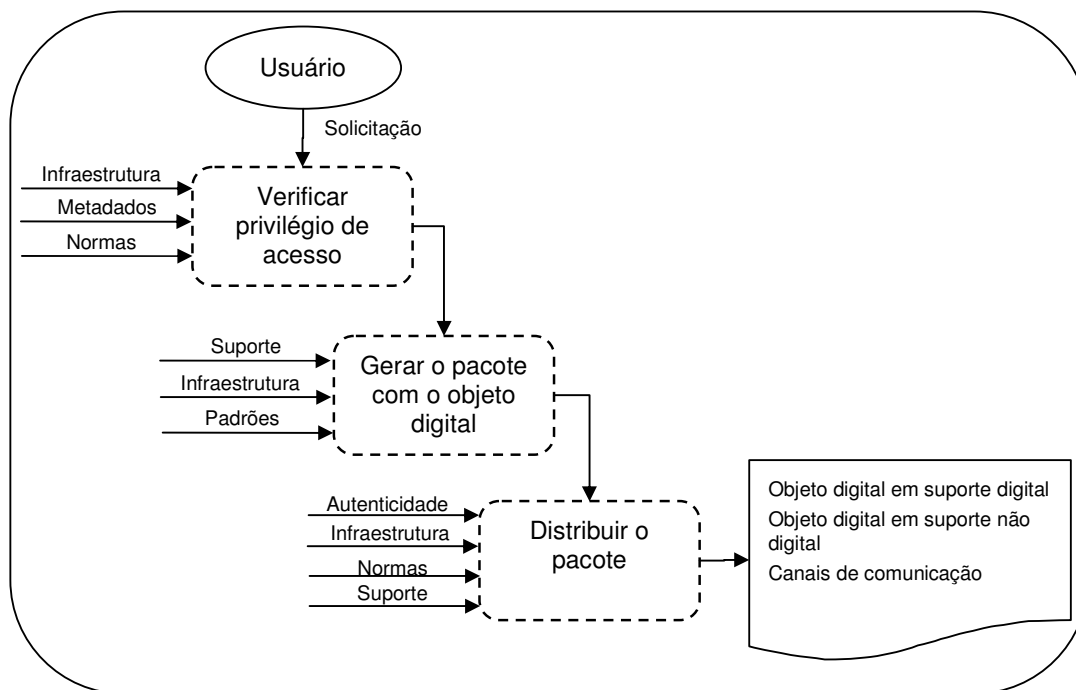 Usuário
Solicitação
Infraestrutura
Metadados
Normas
Verificar
privilégio de
acesso
Suporte
Infraestrutura
Padrões
Gerar o pacote
com o objeto
digital
Autenticidade
Infraestrutura
Normas
Suporte
Distribuir o
pacote
Objeto digital em suporte digital
Objeto digital em suporte não
digital
Canais de comunicação